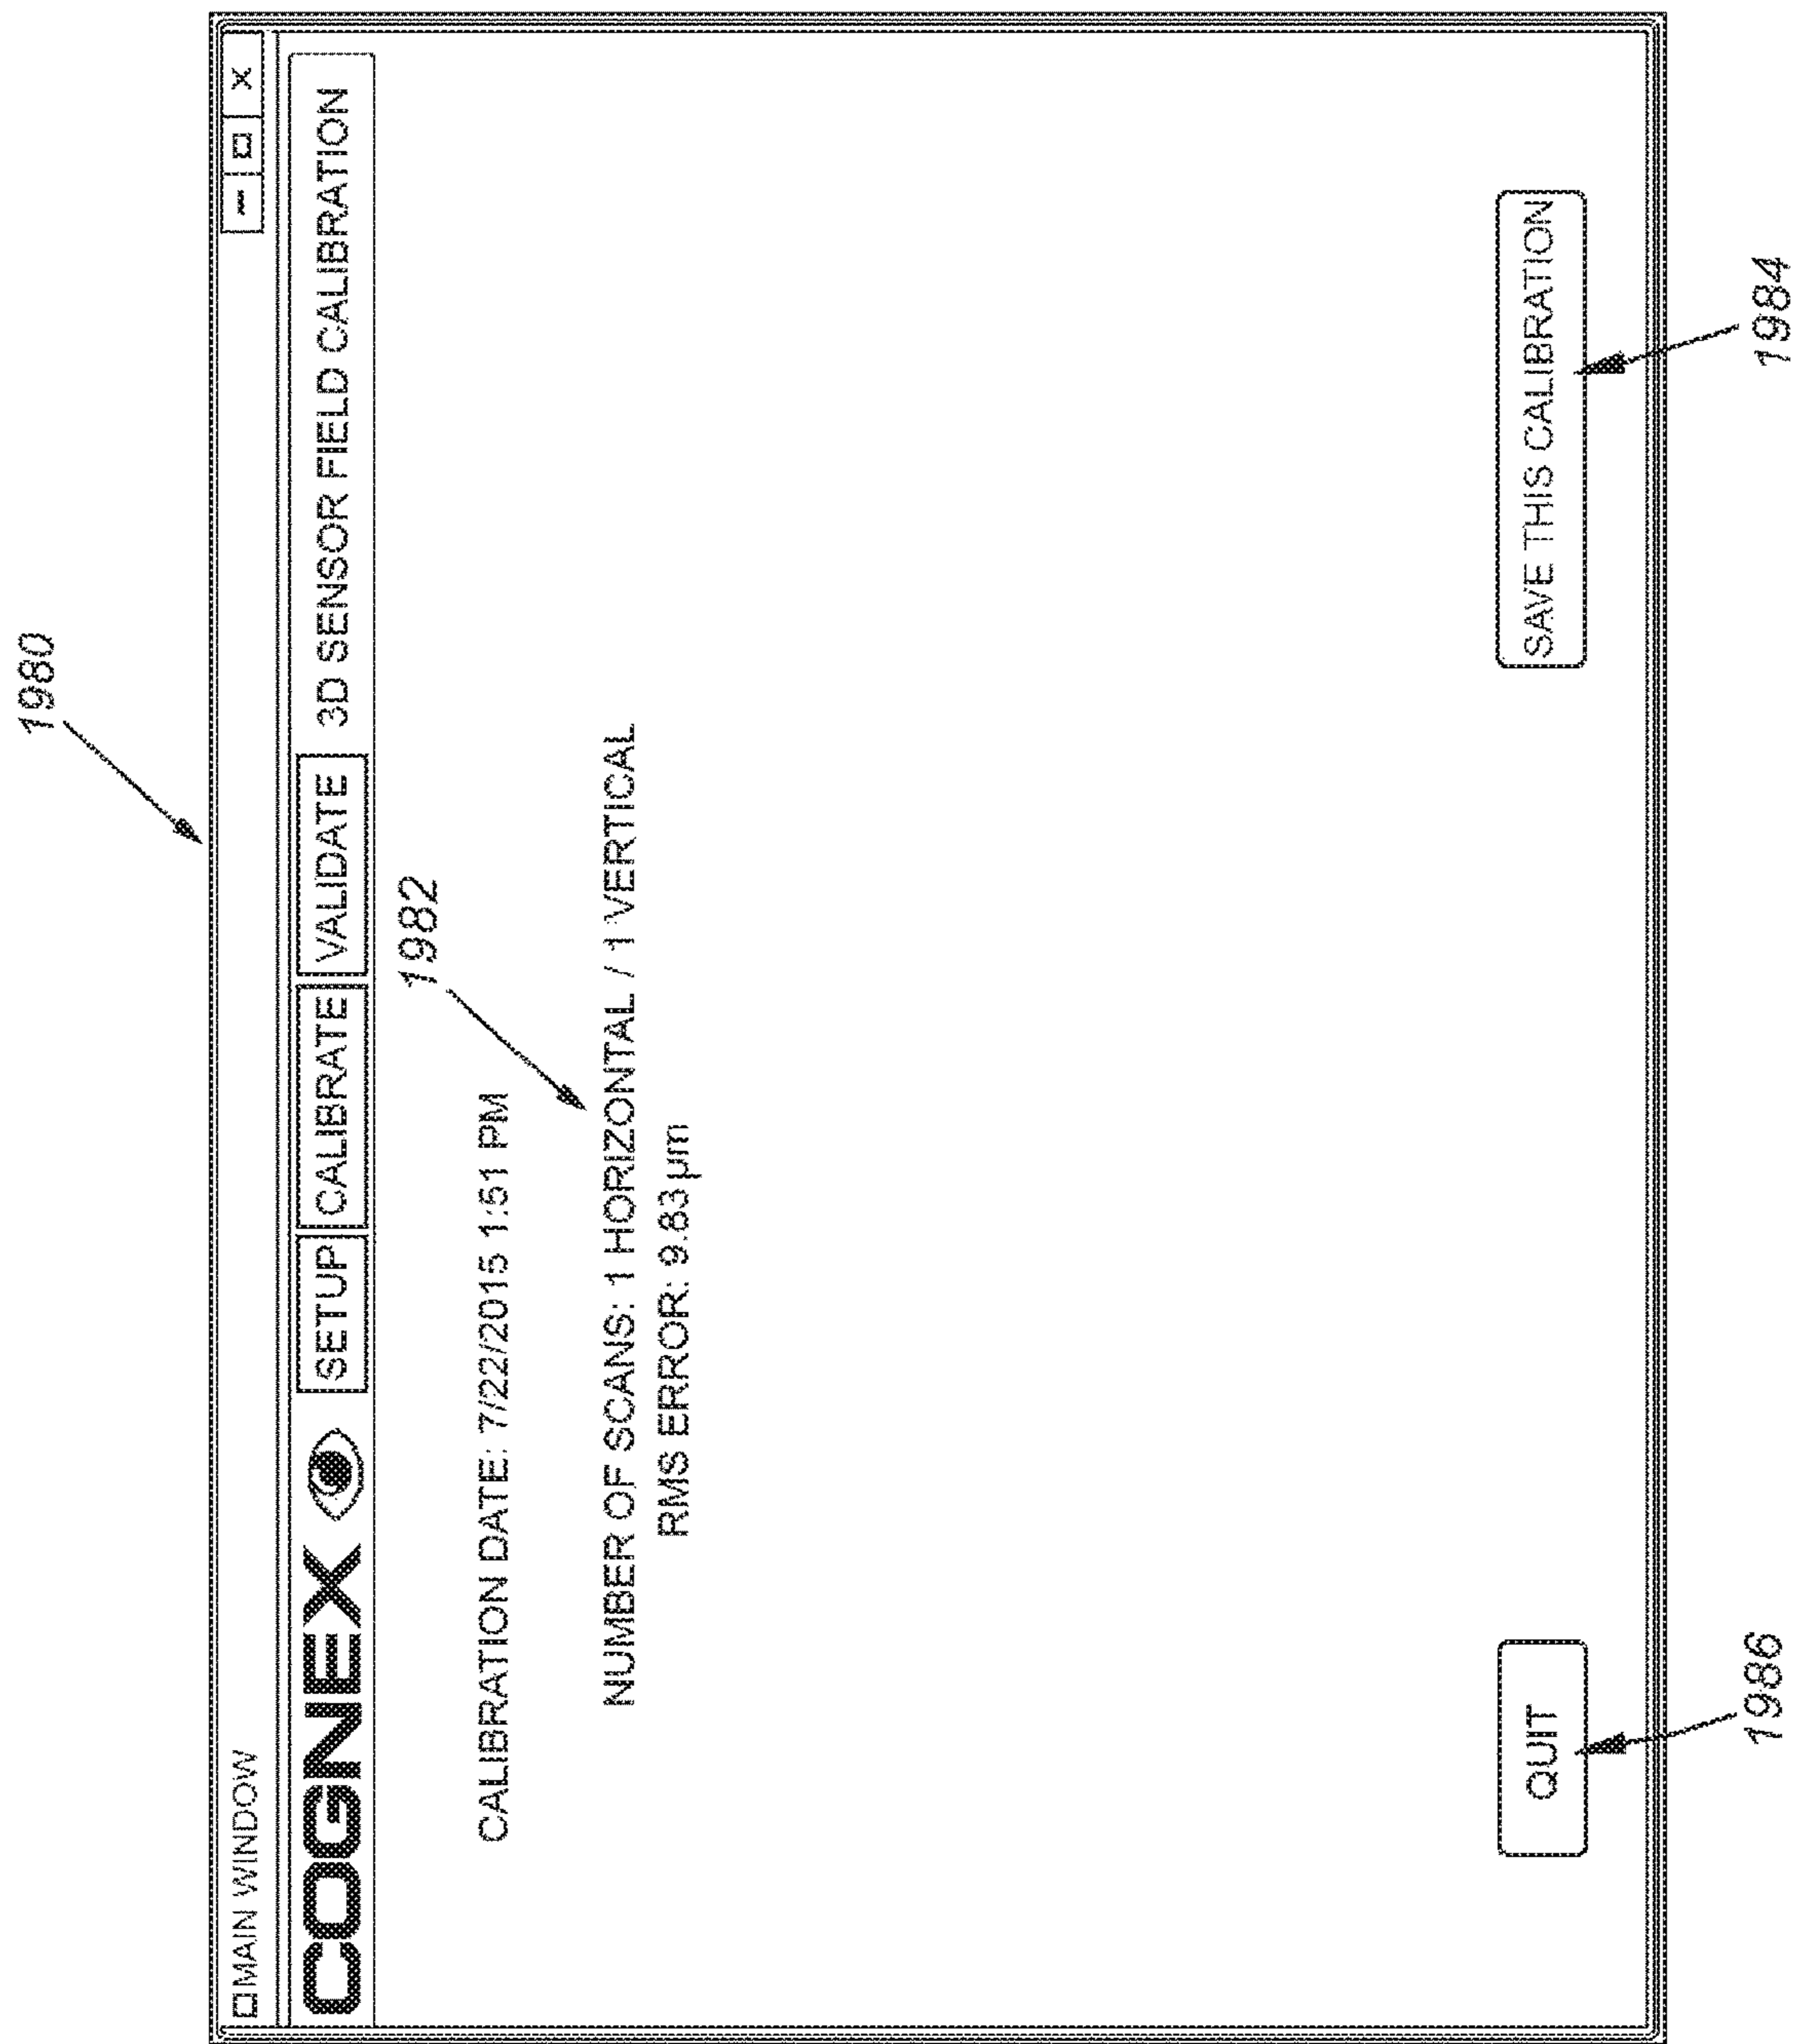 1980
MAIN WINDOW
COGNEX SETUP CALIBRATE VALIDATE 3D SENSOR FIELD CALIBRATION
1982
CALIBRATION DATE: 7/22/2015 1:51 PM
NUMBER OF SCANS: 1 HORIZONTAL / 1 VERTICAL
RMS ERROR: 9.83 µm
QUIT
SAVE THIS CALIBRATION
1986
1984